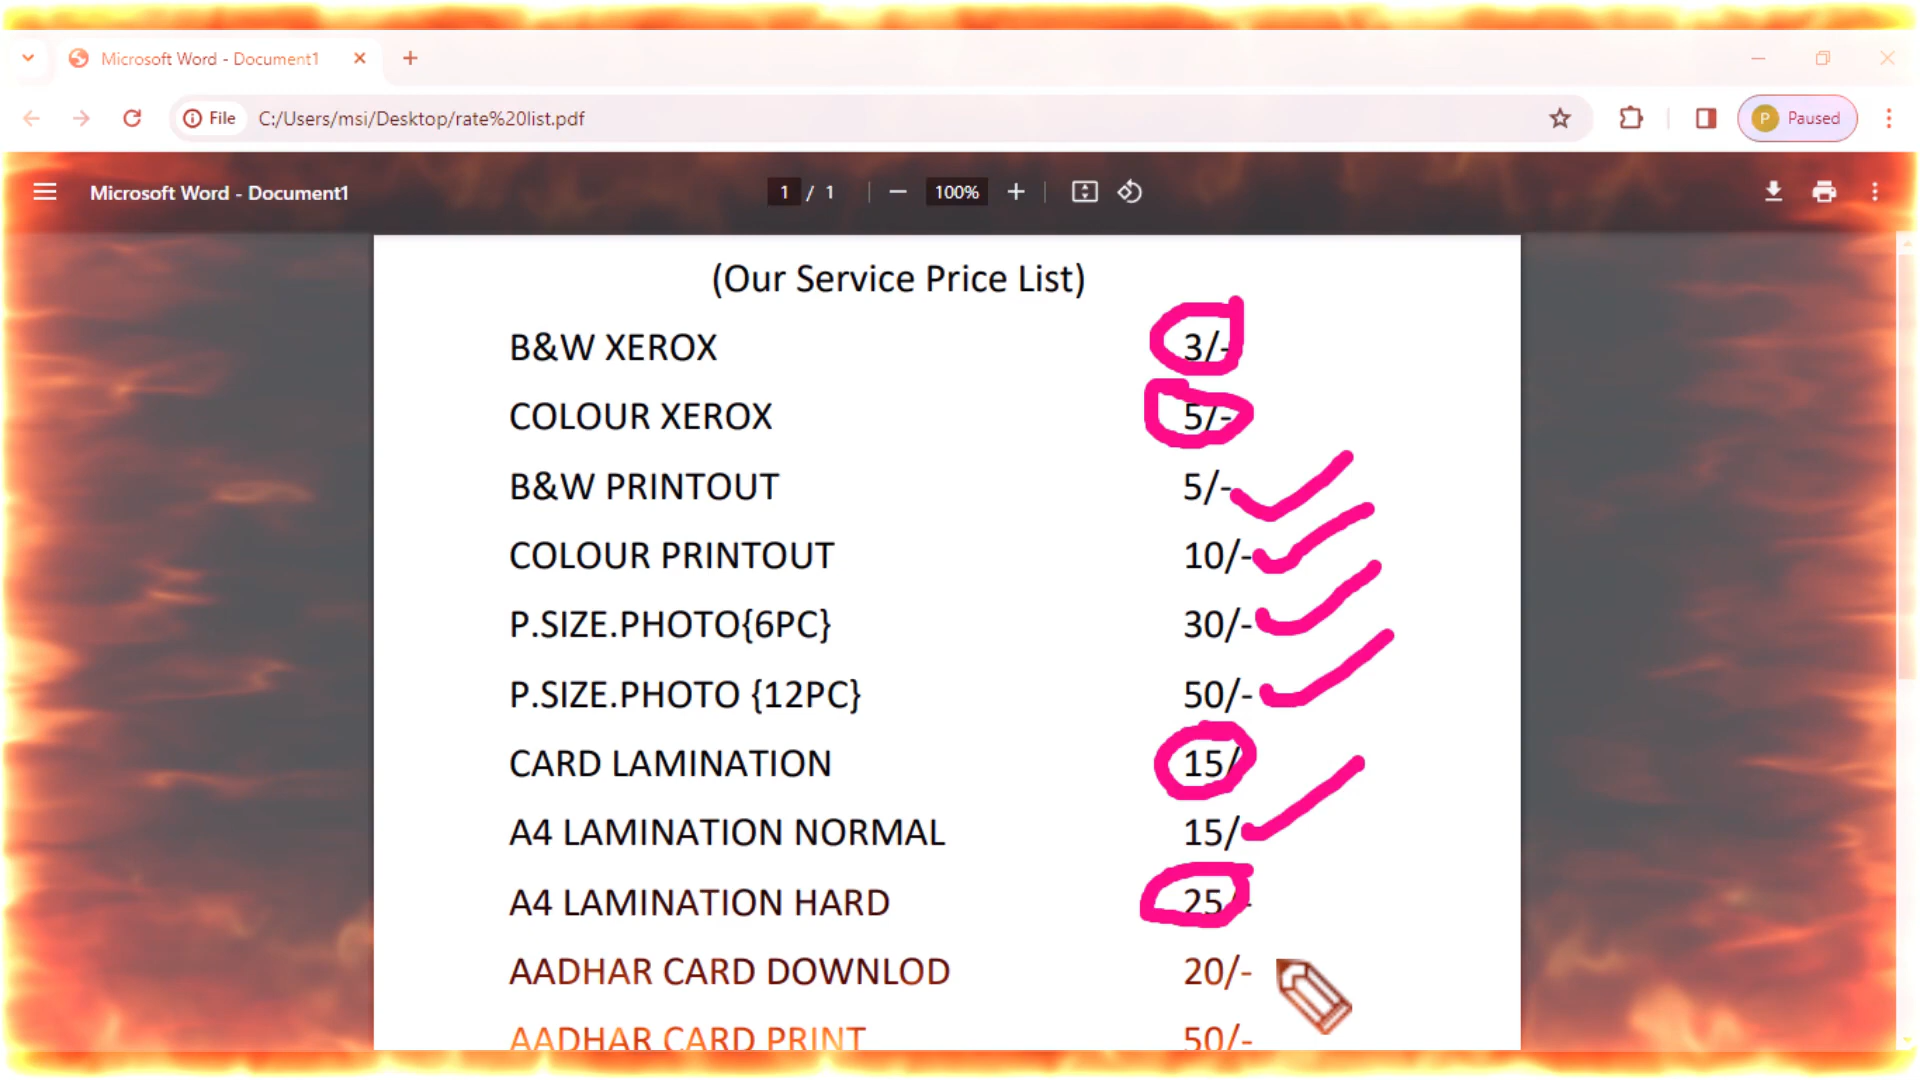 Microsoft Word - Document1
File C:/Users/msi/Desktop/rate%20list.pdf P Paused
Microsoft Word - Document1 1 / 1 100%
(Our Service Price List)
B&W XEROX 3/-
COLOUR XEROX 5/-
B&W PRINTOUT 5/-
COLOUR PRINTOUT 10/-
P.SIZE.PHOTO{6PC} 30/-
P.SIZE.PHOTO {12PC} 50/-
CARD LAMINATION 15/
A4 LAMINATION NORMAL 15/
A4 LAMINATION HARD 25/-
AADHAR CARD DOWNLOD 20/-
AADHAR CARD PRINT 50/-